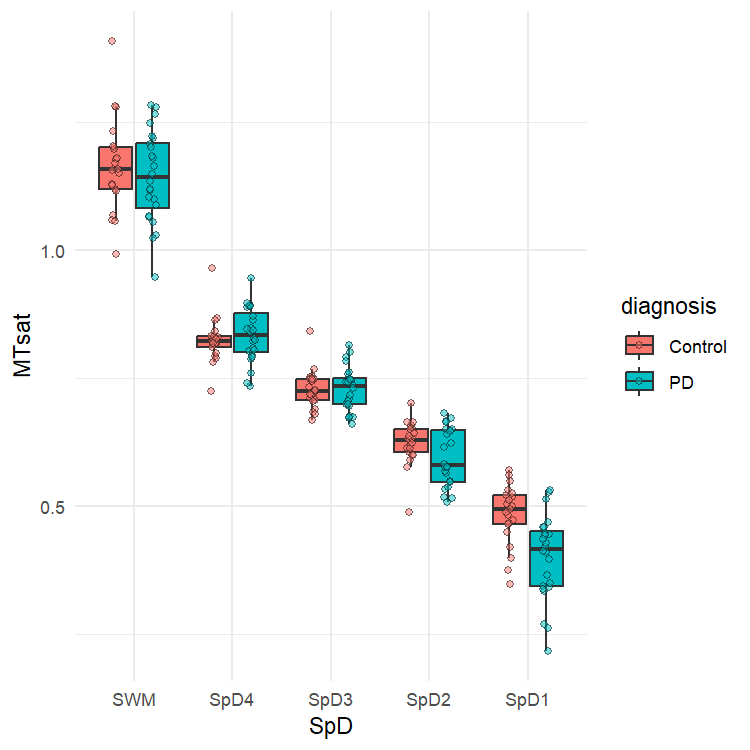 MTsat
1.0
0.5
SWM SpD4 SpD3 SpD2 SpD1
SpD
diagnosis
Control
PD